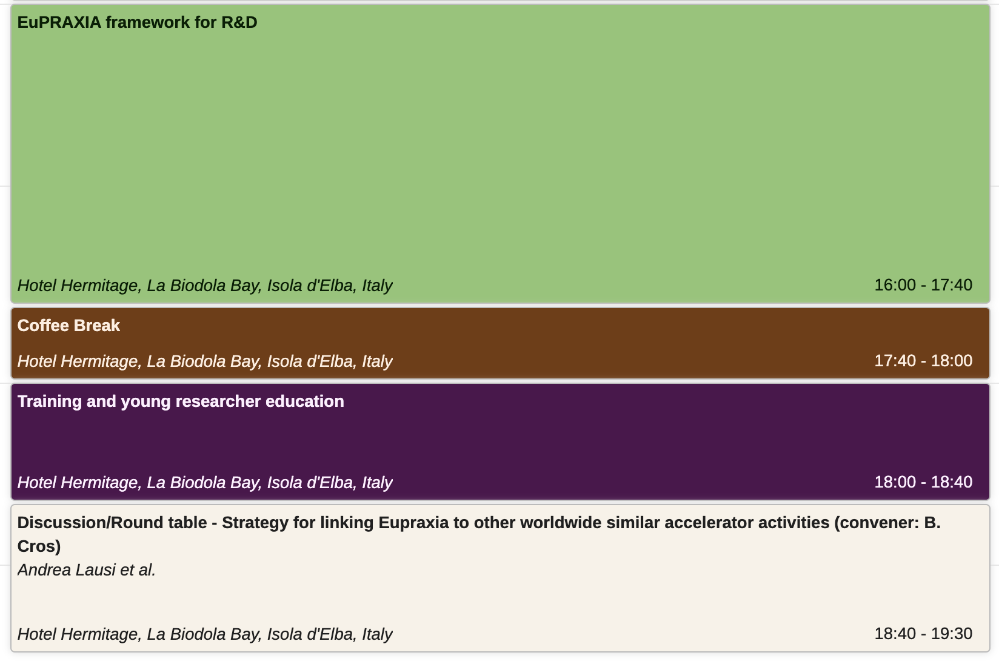 EuPRAXIA framework for R&D
Hotel Hermitage, La Biodola Bay, Isola d'Elba, Italy 16:00 - 17:40
Coffee Break
Hotel Hermitage, La Biodola Bay, Isola d'Elba, Italy 17:40 - 18:00
Training and young researcher education
Hotel Hermitage, La Biodola Bay, Isola d'Elba, Italy 18:00 - 18:40
Discussion/Round table - Strategy for linking Eupraxia to other worldwide similar accelerator activities (convener: B.
Cros)
Andrea Lausi et al.
Hotel Hermitage, La Biodola Bay, Isola d'Elba, Italy 18:40 - 19:30